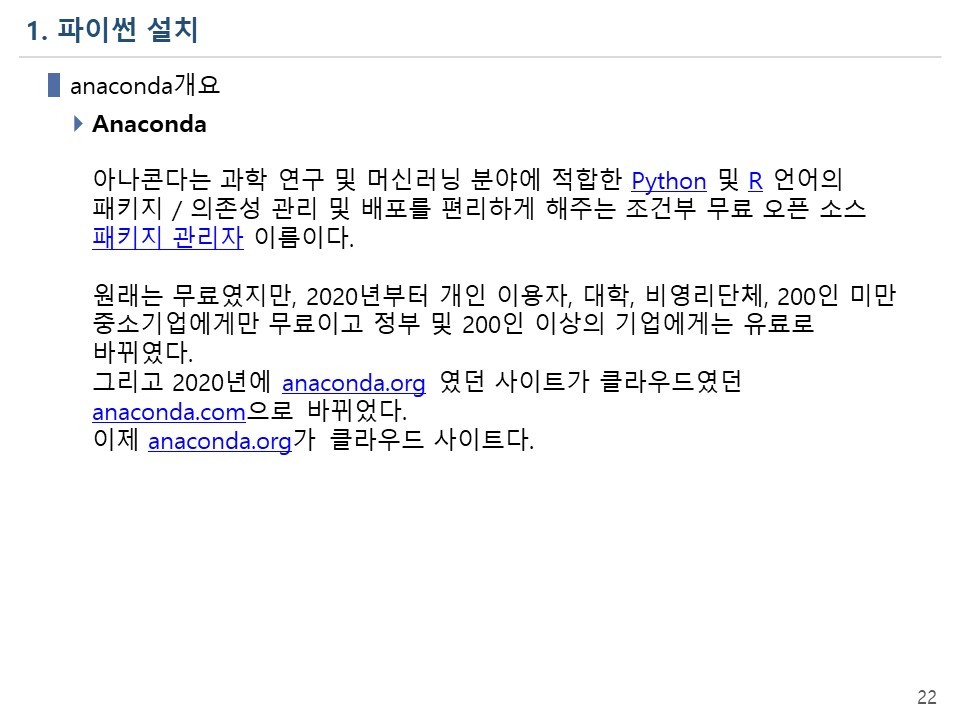 1. 파이썬 설치
anaconda개요
Anaconda
아나콘다는 과학 연구 및 머신러닝 분야에 적합한 Python 및 R 언어의
패키지 / 의존성 관리 및 배포를 편리하게 해주는 조건부 무료 오픈 소스
패키지 관리자 이름이다.
원래는 무료였지만, 2020년부터 개인 이용자, 대학, 비영리단체, 200인 미만
중소기업에게만 무료이고 정부 및 200인 이상의 기업에게는 유료로
바뀌였다.
그리고 2020년에 anaconda.org 였던 사이트가 클라우드였던
anaconda.com으로 바뀌었다.
이제 anaconda.org가 클라우드 사이트다.
22